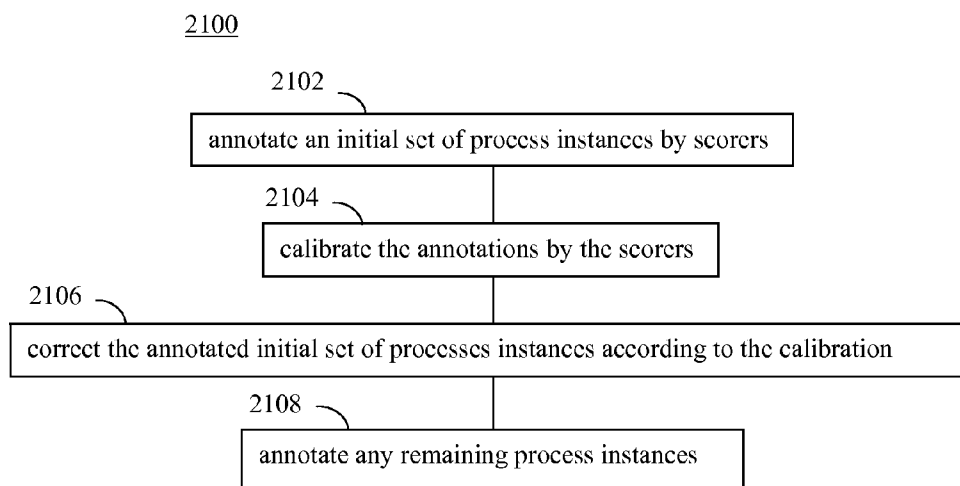 2100
2102
annotate an initial set of process instances by scorers
2104
calibrate the annotations by the scorers
2106
correct the annotated initial set of processes instances according to the calibration
2108
annotate any remaining process instances